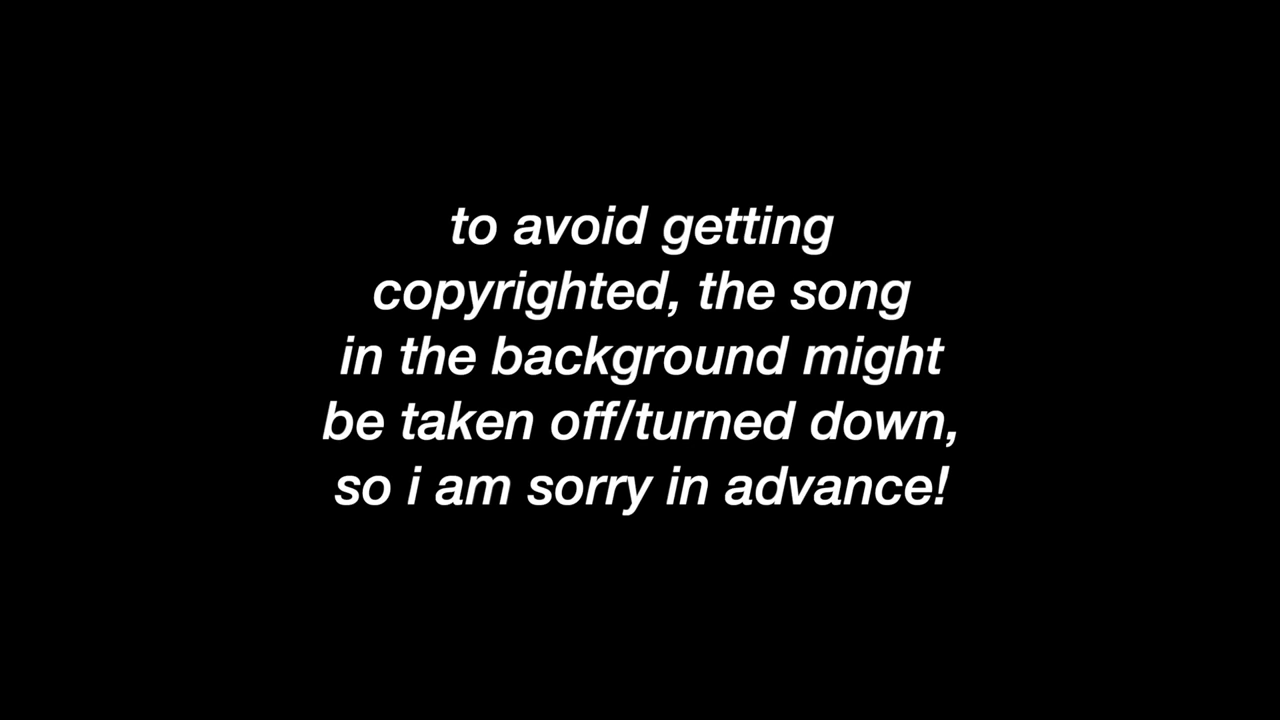 to avoid getting
copyrighted, the song
in the background might
be taken off/turned down,
so i am sorry in advance!